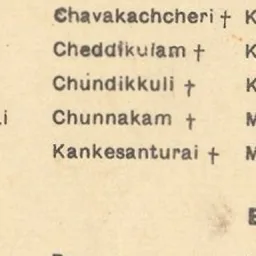 Chavakachcheri † K
Cheddikulam † K
Chundikkuli † K
i Chunnakam † M
Kankesanturai † M
E